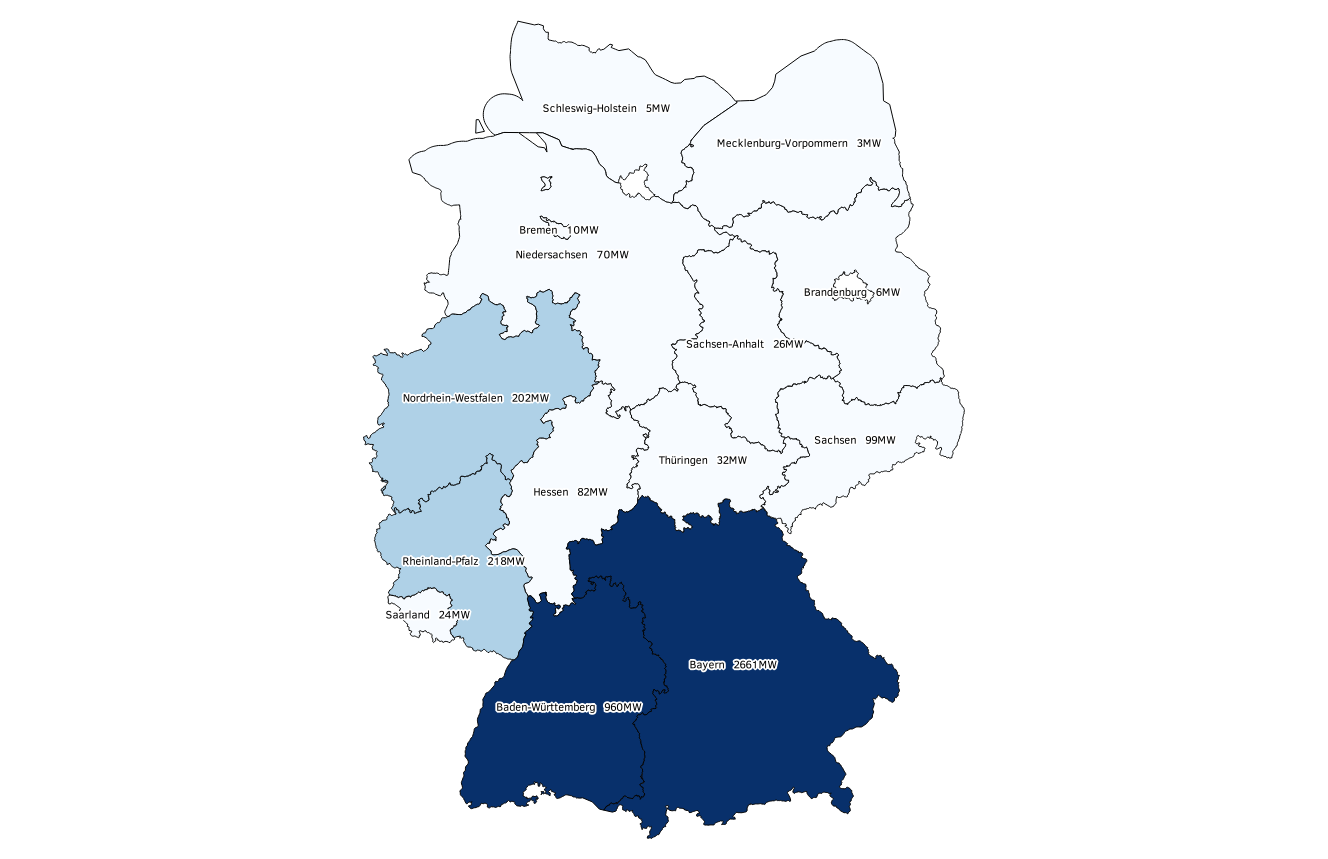 Schleswig-Holstein 5MW
Mecklenburg-Vorpommern 3MW
Bremen 10MW
Niedersachsen 70MW
Brandenburg 6MW
Sachsen-Anhalt 26MW
Nordrhein-Westfalen 202MW
Sachsen 99MW
Thüringen 32MW
Hessen 82MW
Rheinland-Pfalz 218MW
Saarland 24MW
Bayern 2661MW
Baden-Württemberg 960MW